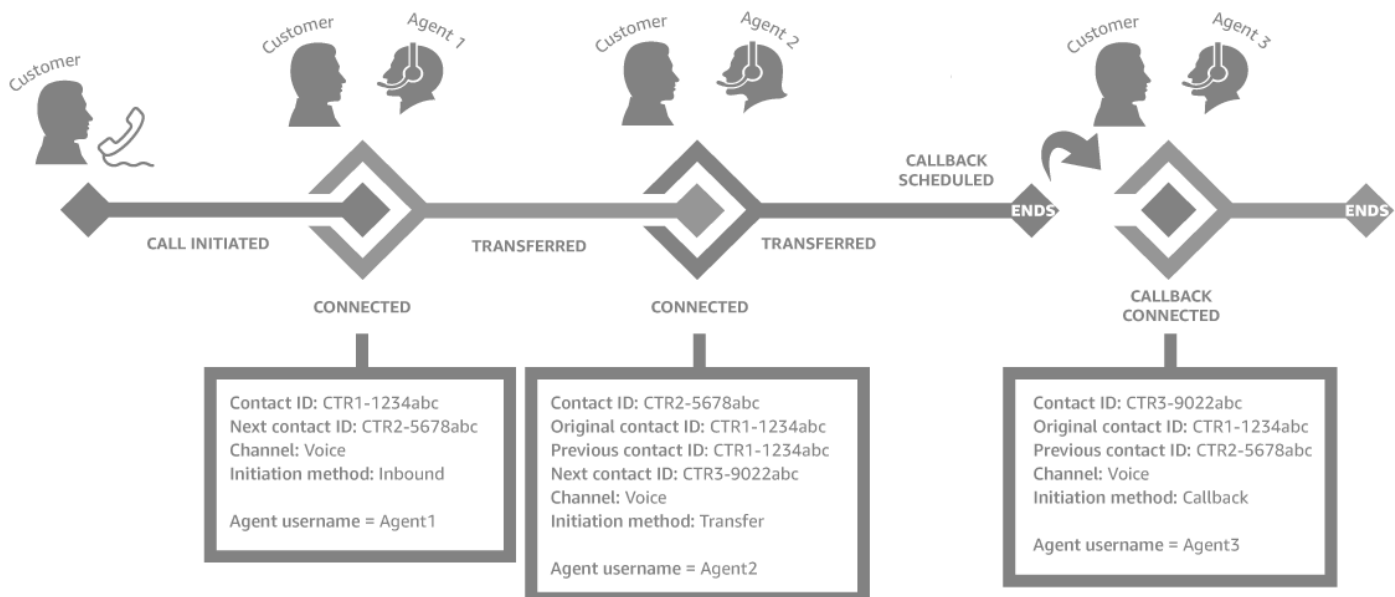 Customer
Customer
Agent 1
Customer
Agent 2
Customer
Agent 3
CALL INITIATED
TRANSFERRED
TRANSFERRED
CALLBACK
SCHEDULED
ENDS
ENDS
CONNECTED
CONNECTED
CALLBACK
CONNECTED
Contact ID: CTR1-1234abc
Next contact ID: CTR2-5678abc
Channel: Voice
Initiation method: Inbound
Agent username = Agent1
Contact ID: CTR2-5678abc
Original contact ID: CTR1-1234abc
Previous contact ID: CTR1-1234abc
Next contact ID: CTR3-9022abc
Channel: Voice
Initiation method: Transfer
Agent username = Agent2
Contact ID: CTR3-9022abc
Original contact ID: CTR1-1234abc
Previous contact ID: CTR2-5678abc
Channel: Voice
Initiation method: Callback
Agent username = Agent3